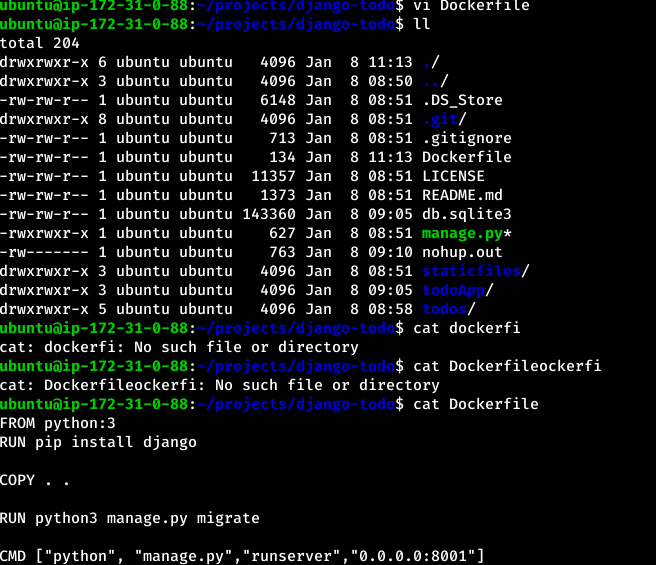 ubuntu@ip-172-31-0-88:~/projects/django-todo$ vi Dockerfile
ubuntu@ip-172-31-0-88:~/projects/django-todo$ ll
total 204
drwxrwxr-x 6 ubuntu ubuntu   4096 Jan  8 11:13 ./
drwxrwxr-x 3 ubuntu ubuntu   4096 Jan  8 08:50 ../
-rw-rw-r-- 1 ubuntu ubuntu   6148 Jan  8 08:51 .DS_Store
drwxrwxr-x 8 ubuntu ubuntu   4096 Jan  8 08:51 .git/
-rw-rw-r-- 1 ubuntu ubuntu    713 Jan  8 08:51 .gitignore
-rw-rw-r-- 1 ubuntu ubuntu    134 Jan  8 11:13 Dockerfile
-rw-rw-r-- 1 ubuntu ubuntu  11357 Jan  8 08:51 LICENSE
-rw-rw-r-- 1 ubuntu ubuntu   1373 Jan  8 08:51 README.md
-rw-rw-r-- 1 ubuntu ubuntu 143360 Jan  8 09:05 db.sqlite3
-rwxrwxr-x 1 ubuntu ubuntu    627 Jan  8 08:51 manage.py*
-rw------- 1 ubuntu ubuntu    763 Jan  8 09:10 nohup.out
drwxrwxr-x 3 ubuntu ubuntu   4096 Jan  8 08:51 staticfiles/
drwxrwxr-x 3 ubuntu ubuntu   4096 Jan  8 09:05 todoApp/
drwxrwxr-x 5 ubuntu ubuntu   4096 Jan  8 08:58 todos/
ubuntu@ip-172-31-0-88:~/projects/django-todo$ cat dockerfi
cat: dockerfi: No such file or directory
ubuntu@ip-172-31-0-88:~/projects/django-todo$ cat Dockerfileockerfi
cat: Dockerfileockerfi: No such file or directory
ubuntu@ip-172-31-0-88:~/projects/django-todo$ cat Dockerfile
FROM python:3
RUN pip install django

COPY . .

RUN python3 manage.py migrate

CMD ["python", "manage.py","runserver","0.0.0.0:8001"]